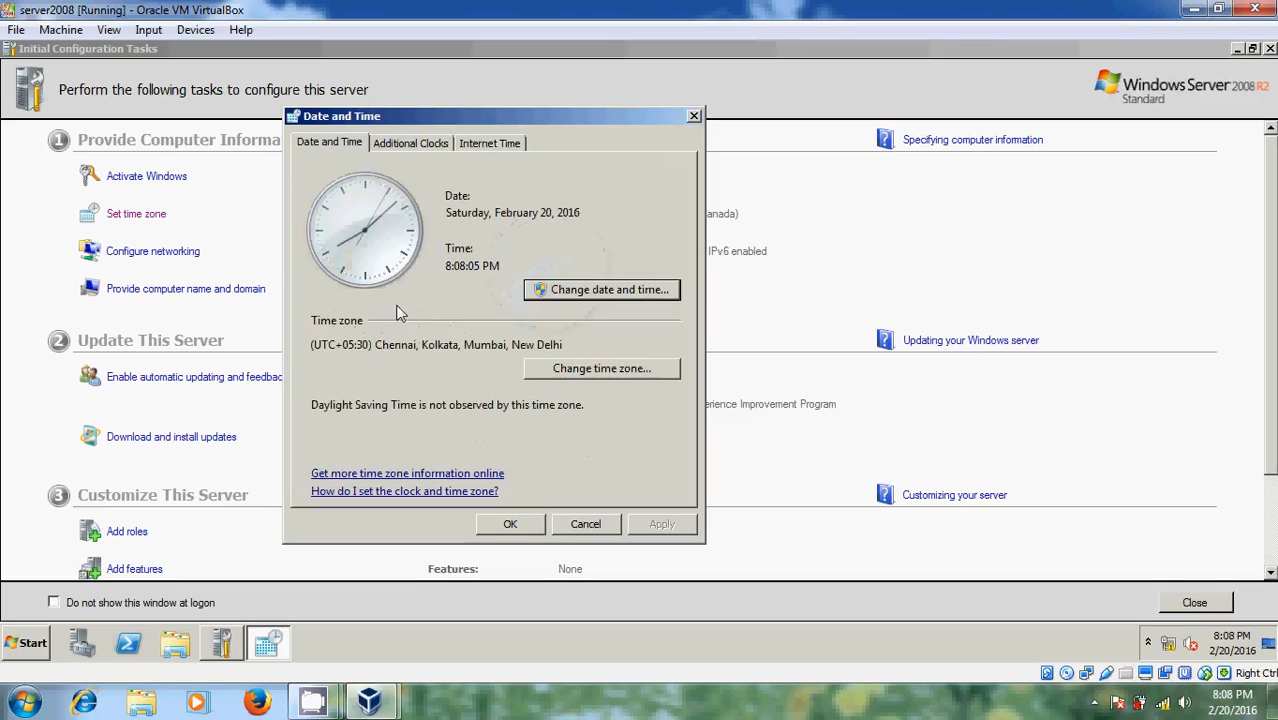 server2008 [Running] - Oracle VM VirtualBox
File Machine View Input Devices Help
Initial Configuration Tasks
Perform the following tasks to configure this server
Windows Server 2008 R2
Standard
Date and Time
Date and Time Additional Clocks Internet Time
1 Provide Computer Informa
Specifying computer information
Activate Windows
Set time zone
anada)
Configure networking
IPv6 enabled
Provide computer name and domain
Date:
Saturday, February 20, 2016
Time:
8:08:05 PM
Change date and time...
Time zone
(UTC+05:30) Chennai, Kolkata, Mumbai, New Delhi
Change time zone...
Daylight Saving Time is not observed by this time zone.
Get more time zone information online
How do I set the clock and time zone?
OK Cancel Apply
2 Update This Server
Updating your Windows server
Enable automatic updating and feedbac
erience Improvement Program
Download and install updates
3 Customize This Server
Customizing your server
Add roles
Add features
Features: None
Do not show this window at logon
Close
Start
8:08 PM
2/20/2016
Right Ctrl
8:08 PM
2/20/2016